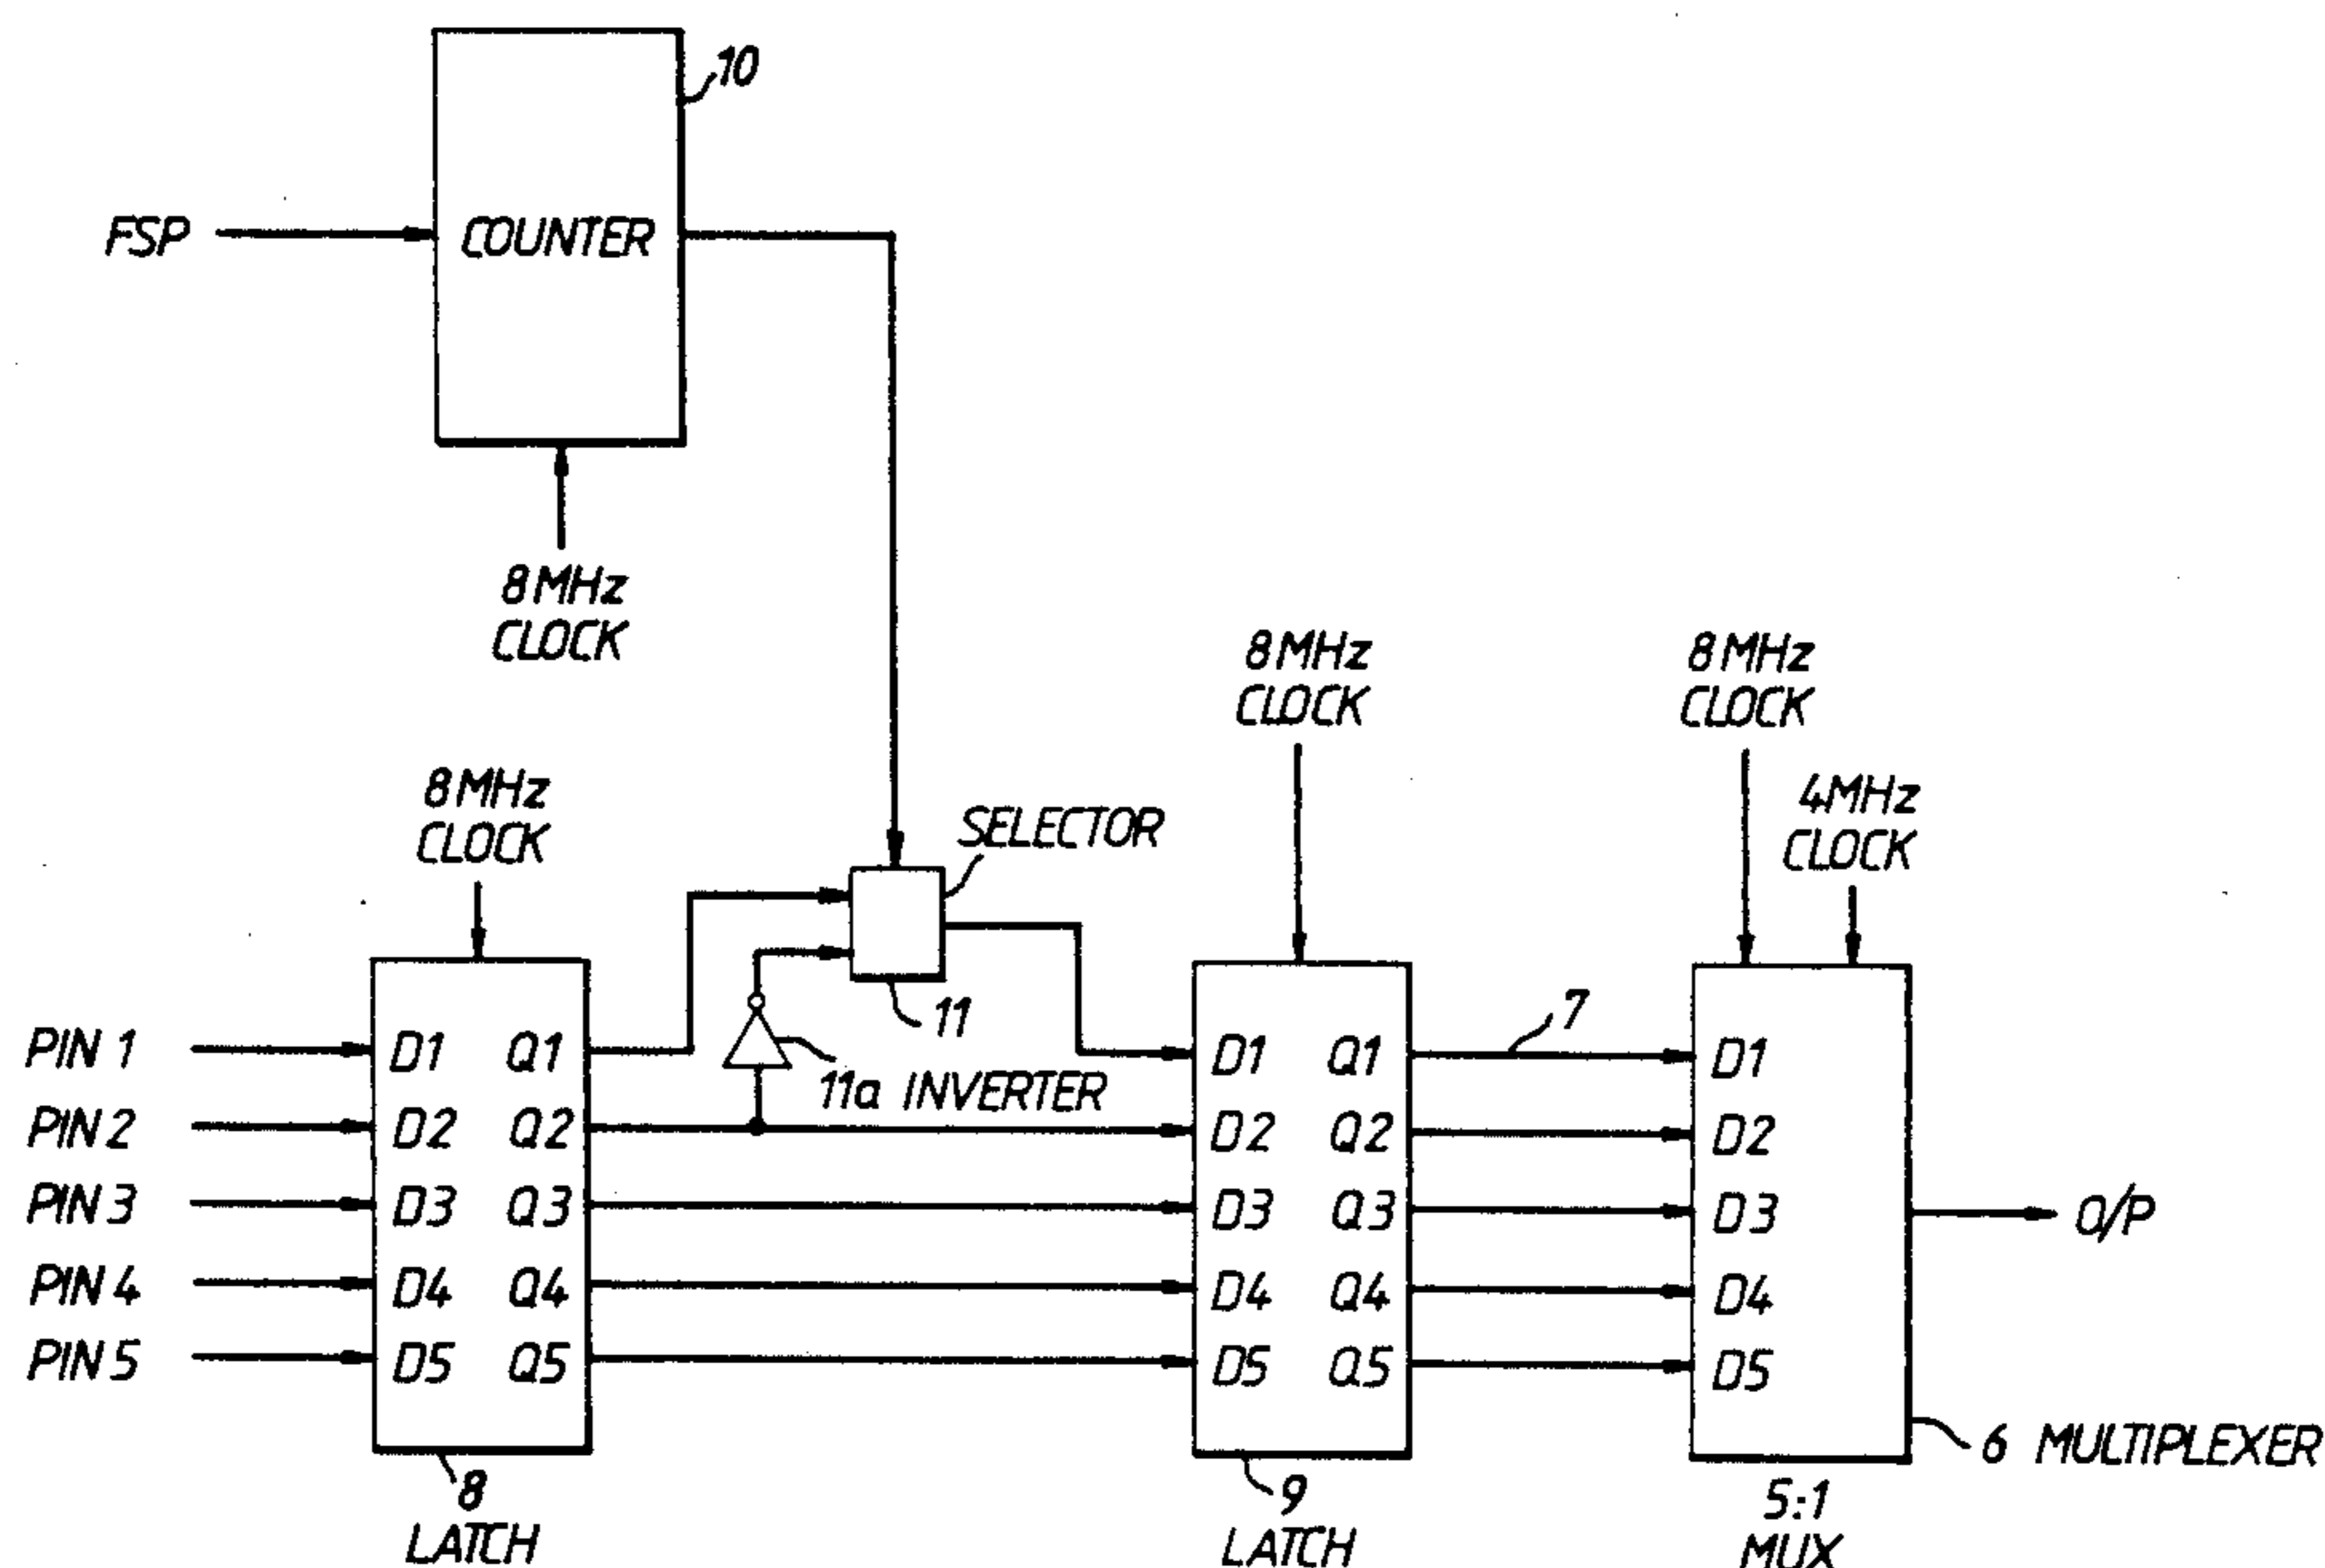 10
FSP
COUNTER
8 MHz
CLOCK
8 MHz
CLOCK
8 MHz
CLOCK
4 MHz
CLOCK
8 MHz
CLOCK
SELECTOR
11
11a INVERTER
7
PIN 1
PIN 2
PIN 3
PIN 4
PIN 5
D1 Q1
D2 Q2
D3 Q3
D4 Q4
D5 Q5
8
LATCH
D1 Q1
D2 Q2
D3 Q3
D4 Q4
D5 Q5
9
LATCH
D1
D2
D3
D4
D5
O/P
6 MULTIPLEXER
5:1
MUX